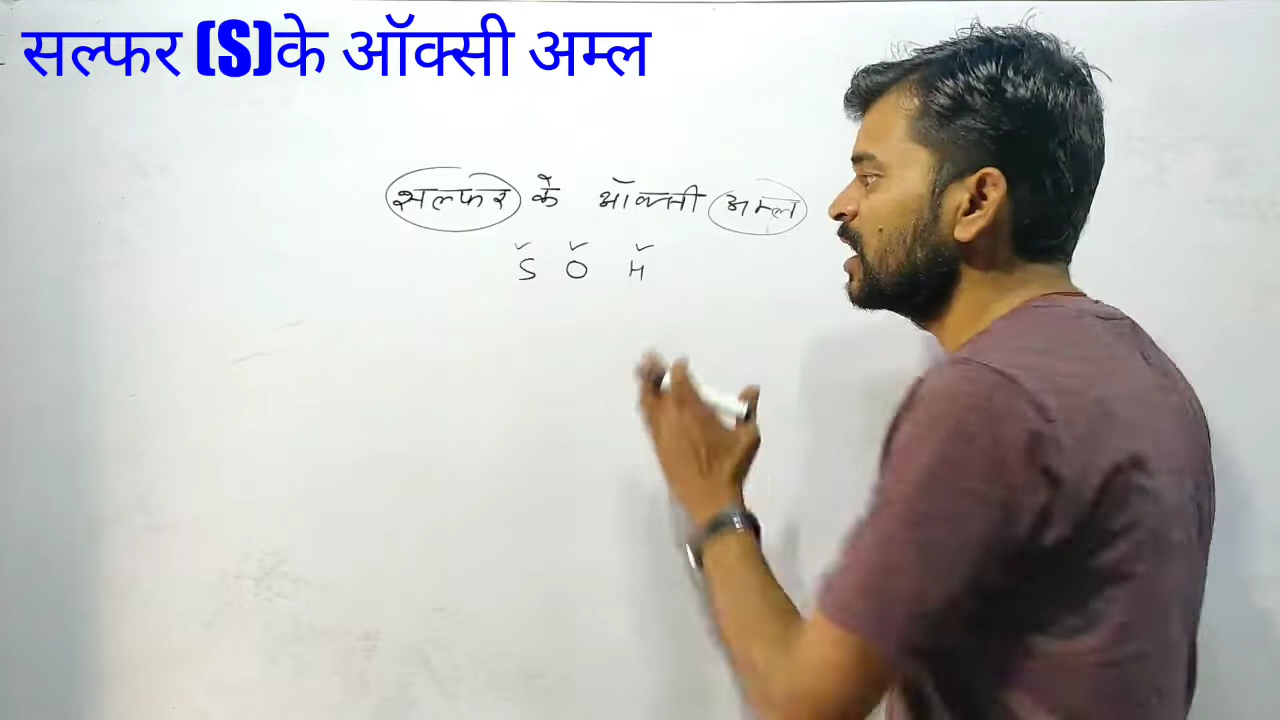 सल्फर (S)के ऑक्सी अम्ल
सल्फर के ऑक्सी अम्ल
S O H